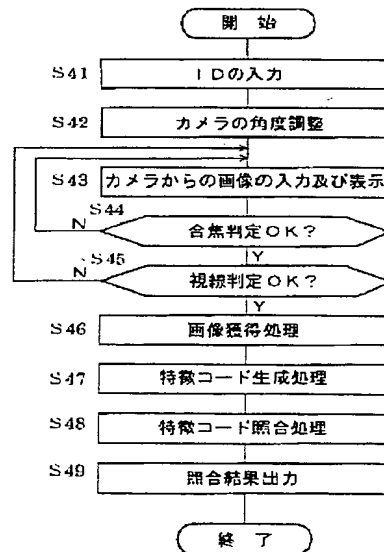 開始
S41 IDの入力
S42 カメラの角度調整
S43 カメラからの画像の入力及び表示
S44
N 合焦判定OK?
Y
S45
N 視線判定OK?
Y
S46 画像獲得処理
S47 特徴コード生成処理
S48 特徴コード照合処理
S49 照合結果出力
終了